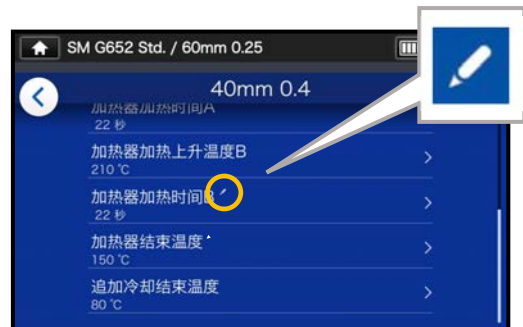 SM G652 Std. / 60mm 0.25
40mm 0.4
加热器加热时间A
22 秒
加热器加热上升温度B
210 ℃
加热器加热时间B
22 秒
加热器结束温度
150 ℃
追加冷却结束温度
80 ℃